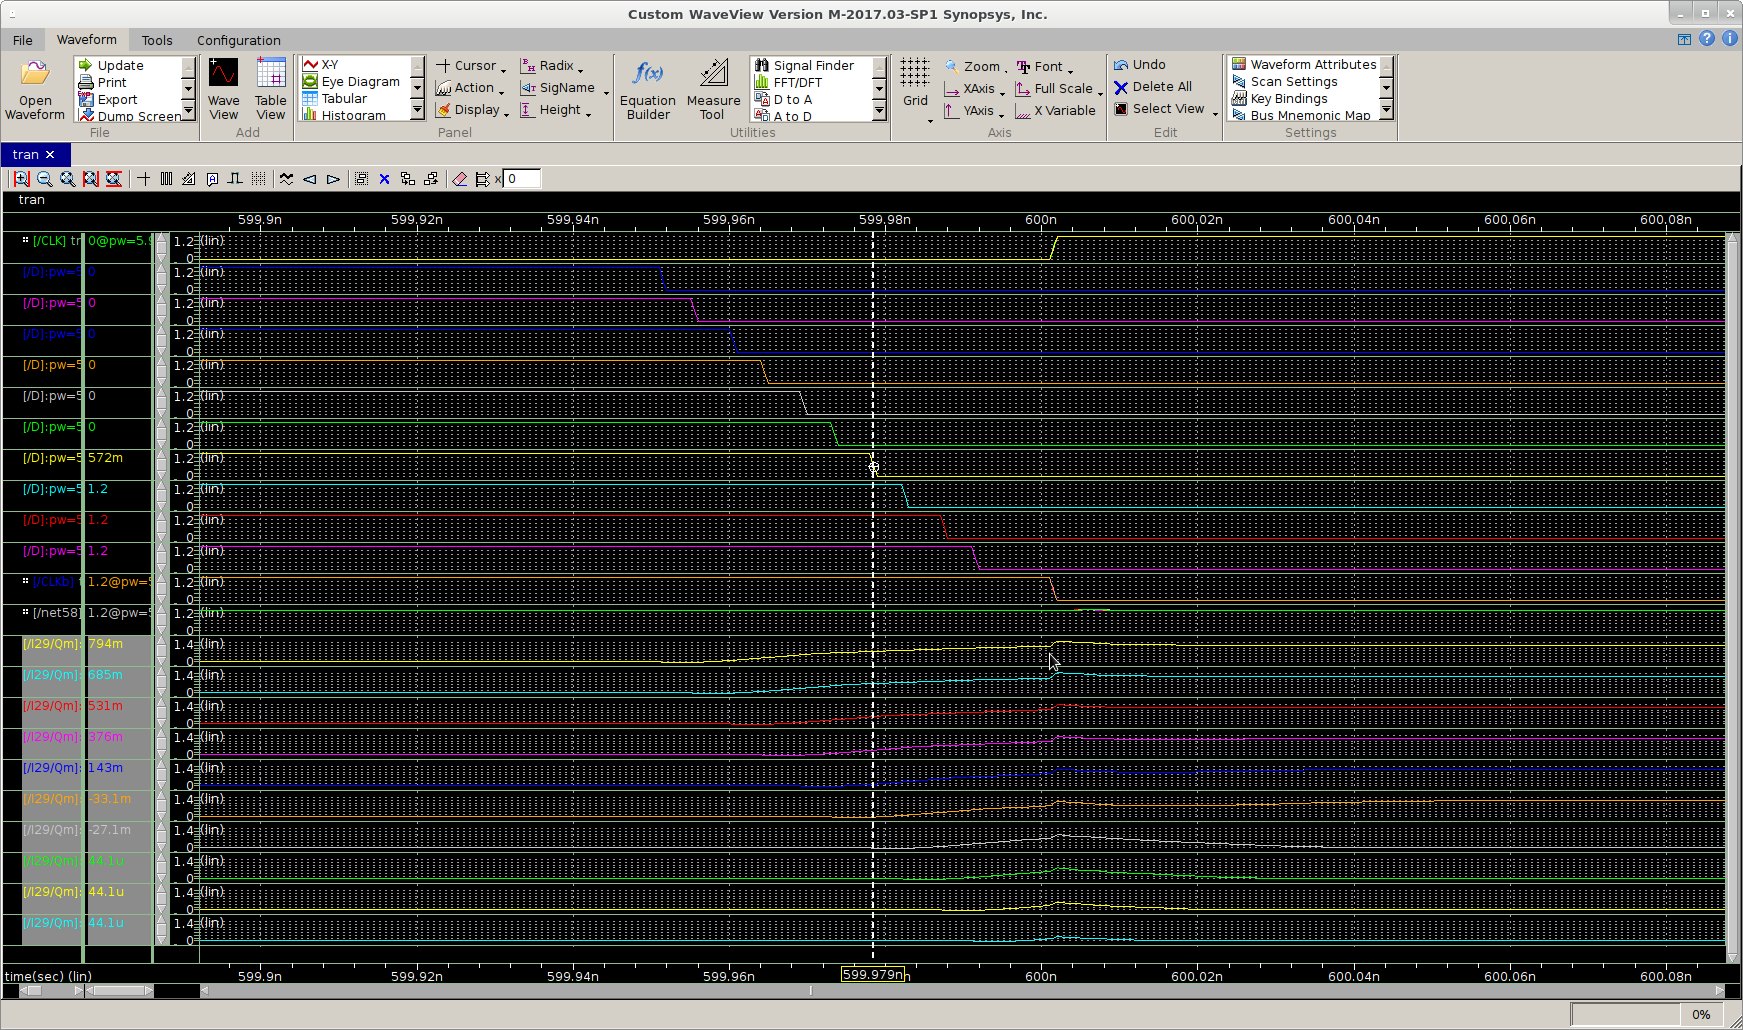 Custom WaveView Version M-2017.03-SP1 Synopsys, Inc.
File Waveform Tools Configuration
Open Waveform
Update
Print
Export
Dump Screen
File
Wave View
Table View
Add
X-Y
Eye Diagram
Tabular
Histogram
Cursor
Action
Display
Radix
SigName
Height
Panel
Equation Builder
Measure Tool
Signal Finder
FFT/DFT
D to A
A to D
Utilities
Grid
Zoom
XAxis
YAxis
Font
Full Scale
X Variable
Axis
Undo
Delete All
Select View
Edit
Waveform Attributes
Scan Settings
Key Bindings
Bus Mnemonic Map
Settings
tran
x 0
tran
599.9n 599.92n 599.94n 599.96n 599.98n 600n 600.02n 600.04n 600.06n 600.08n
[/CLK] tr 0@pw=5.9 1.2 (lin) 0
[/D]:pw=5 0 1.2 (lin) 0
[/D]:pw=5 0 1.2 (lin) 0
[/D]:pw=5 0 1.2 (lin) 0
[/D]:pw=5 0 1.2 (lin) 0
[/D]:pw=5 0 1.2 (lin) 0
[/D]:pw=5 0 1.2 (lin) 0
[/D]:pw=5 572m 1.2 (lin) 0
[/D]:pw=5 1.2 1.2 (lin) 0
[/D]:pw=5 1.2 1.2 (lin) 0
[/D]:pw=5 1.2 1.2 (lin) 0
[/CLKb] t 1.2@pw=5 1.2 (lin) 0
[/net58] 1.2@pw=5 1.2 (lin) 0
[/I29/Qm]: 794m 1.4 (lin) 0
[/I29/Qm]: 685m 1.4 (lin) 0
[/I29/Qm]: 531m 1.4 (lin) 0
[/I29/Qm]: 376m 1.4 (lin) 0
[/I29/Qm]: 143m 1.4 (lin) 0
[/I29/Qm]: -33.1m 1.4 (lin) 0
[/I29/Qm]: -27.1m 1.4 (lin) 0
[/I29/Qm]: 44.1u 1.4 (lin) 0
[/I29/Qm]: 44.1u 1.4 (lin) 0
[/I29/Qm]: 44.1u 1.4 (lin) 0
time(sec) (lin) 599.9n 599.92n 599.94n 599.96n 599.979n 600n 600.02n 600.04n 600.06n 600.08n
0%